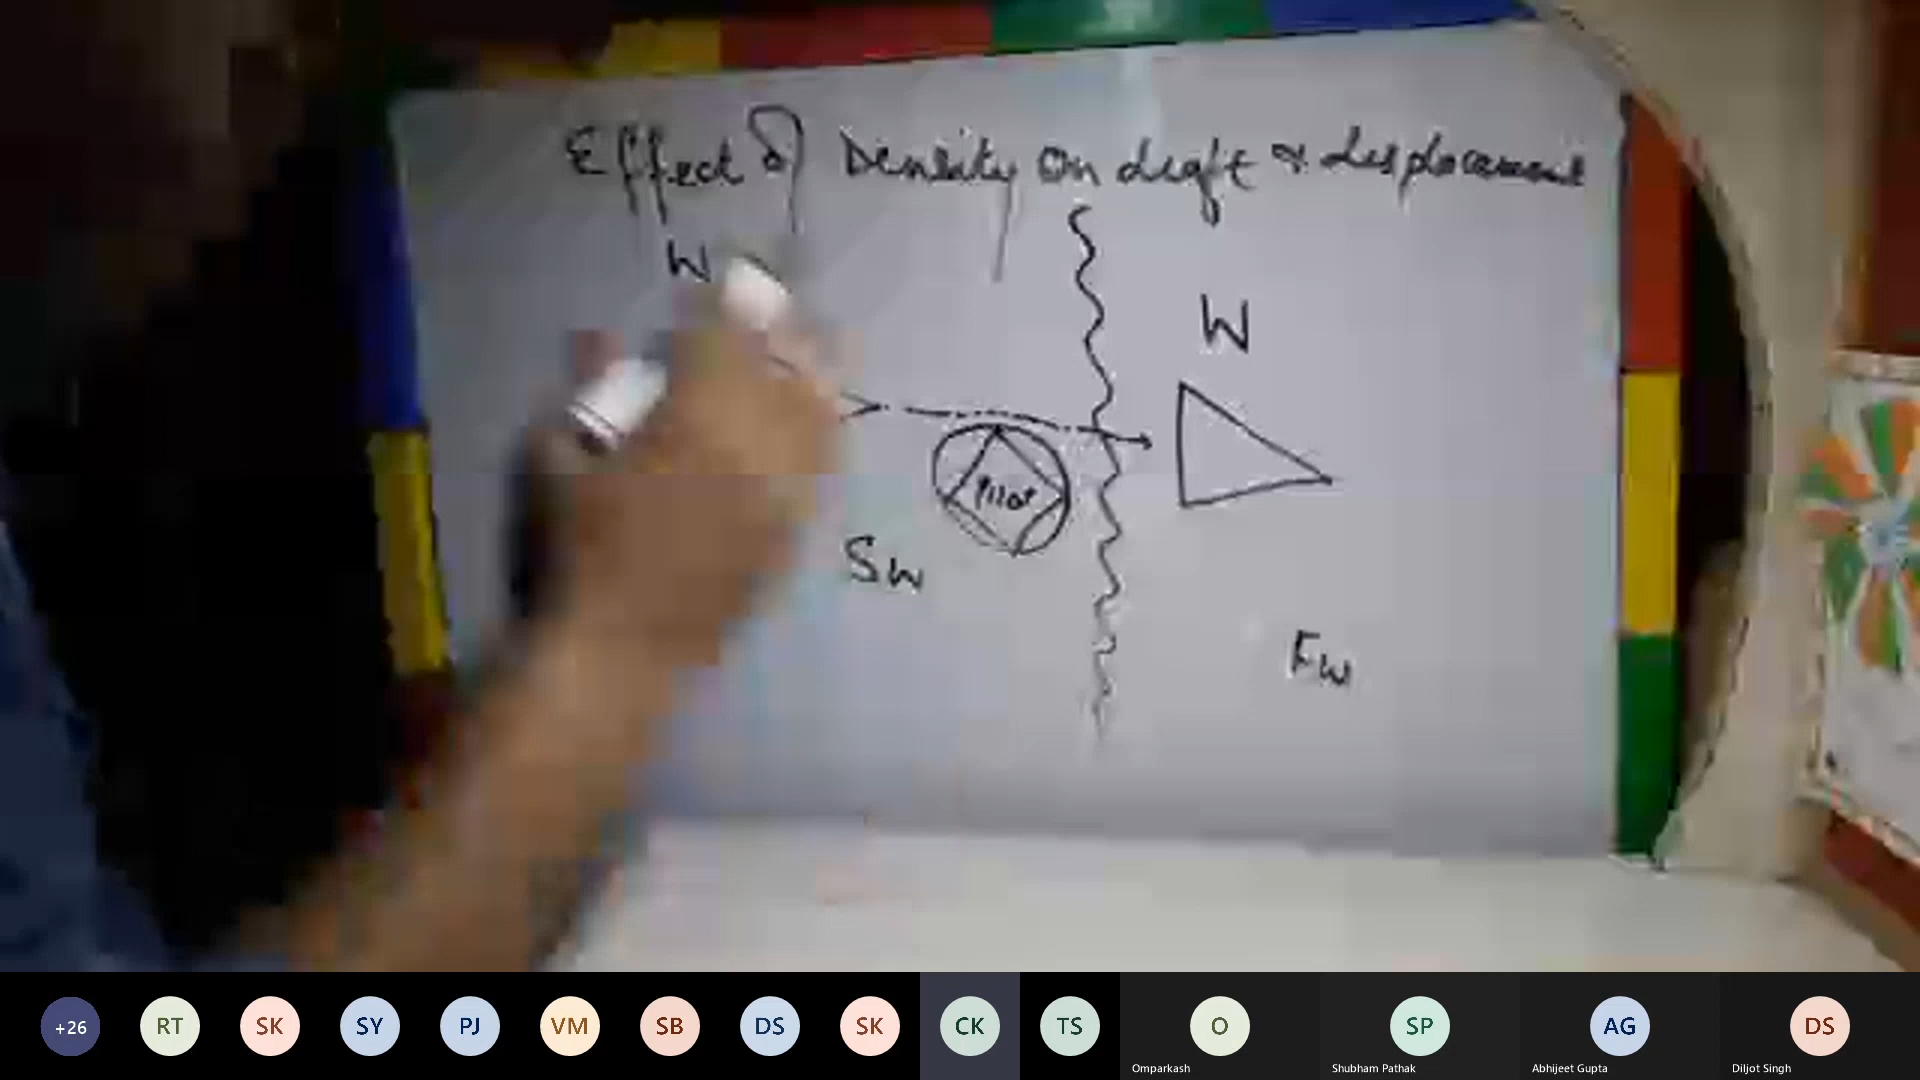 Effect of Density On draft & displacement
W
W
Pilot
Sw
Fw
+26 RT SK SY PJ VM SB DS SK CK TS O SP AG DS
Omparkash Shubham Pathak Abhijeet Gupta Diljot Singh